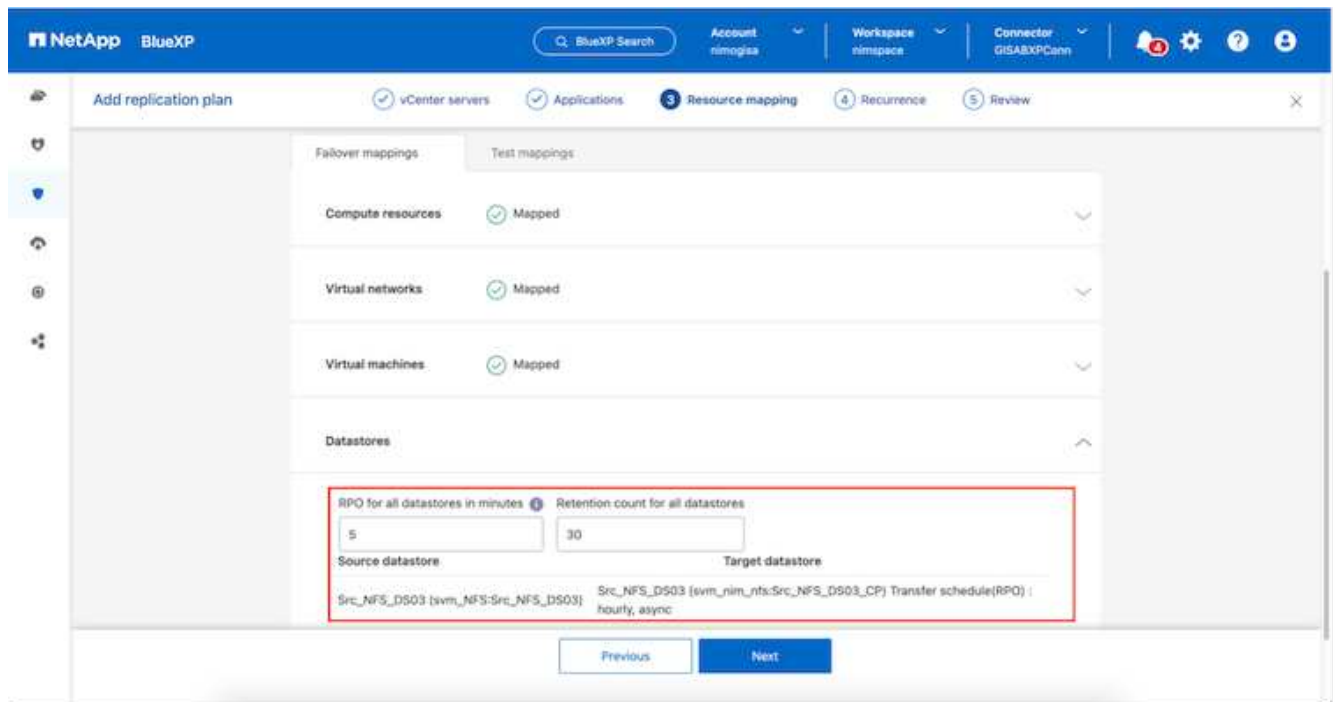 NetApp BlueXP
BlueXP Search
Account
nimogisa
Workspace
nimspace
Connector
GISABXPConn
4
Add replication plan
vCenter servers
Applications
3 Resource mapping
4 Recurrence
5 Review
Failover mappings
Test mappings
Compute resources
Mapped
Virtual networks
Mapped
Virtual machines
Mapped
Datastores
RPO for all datastores in minutes
Retention count for all datastores
5
30
Source datastore
Target datastore
Src_NFS_DS03 (svm_NFS:Src_NFS_DS03)
Src_NFS_DS03 (svm_nim_nfs:Src_NFS_DS03_CP) Transfer schedule(RPO) :
hourly, async
Previous
Next